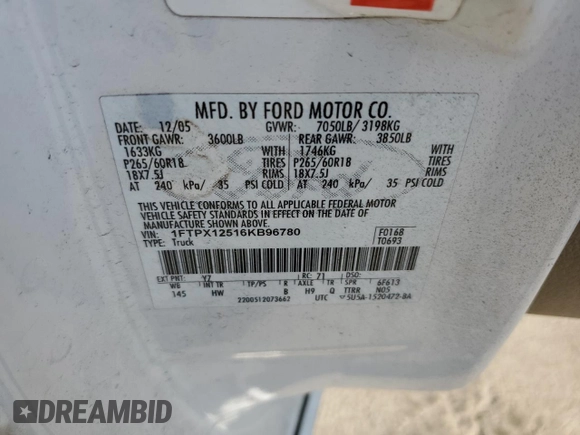 MFD. BY FORD MOTOR CO.
DATE: 12/05 GVWR: 7050LB/ 3198KG
FRONT GAWR: 3600LB REAR GAWR: 3850LB
1633KG WITH 1746KG WITH
P265/60R18 TIRES P265/60R18 TIRES
18X7.5J RIMS 18X7.5J RIMS
AT 240 kPa/ 35 PSI COLD AT 240 kPa/ 35 PSI COLD
THIS VEHICLE CONFORMS TO ALL APPLICABLE FEDERAL MOTOR
VEHICLE SAFETY AND THEFT PREVENTION STANDARDS IN EFFECT ON THE DATE OF
MANUFACTURE SHOWN ABOVE.
VIN: 1FTPX12516KB96780 F0168
TYPE: Truck T0693
EXT PNT: YZ RC: 71 DSO:
WB INT TR TP/PS R AXLE TR SPR 6F613
145 HW B H9 Q TTRR N05
2200512073662 UTC 5U5A-1520472-BA
DREAMBID